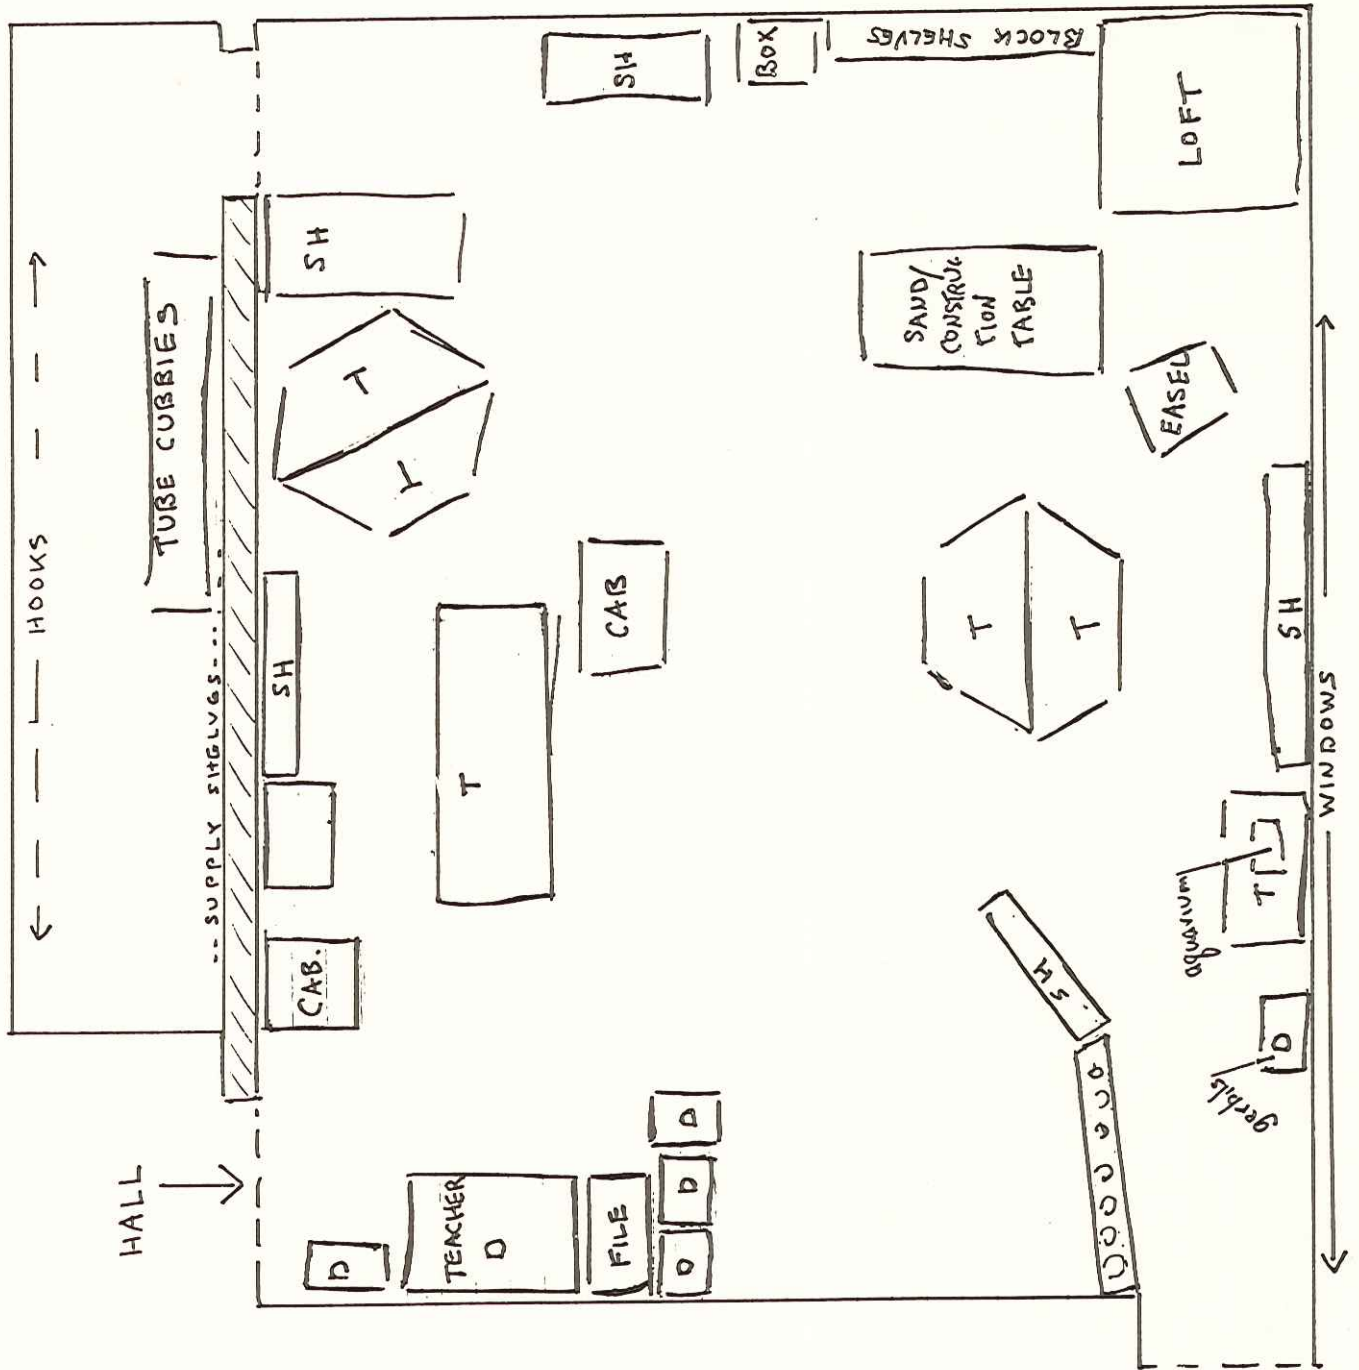 HOOKS
HALL
TUBE CUBBIES
SUPPLY SHELVES
CAB.
SH
SH
D
T
T
TEACHER
D
T
CAB
FILE
SH
D
D
D
BOX
BLOCK SHELVES
SAND/
CONSTRUC
TION
TABLE
T
T
SH
LOFT
EASEL
aquarium
T
gerbils
D
SH
WINDOWS